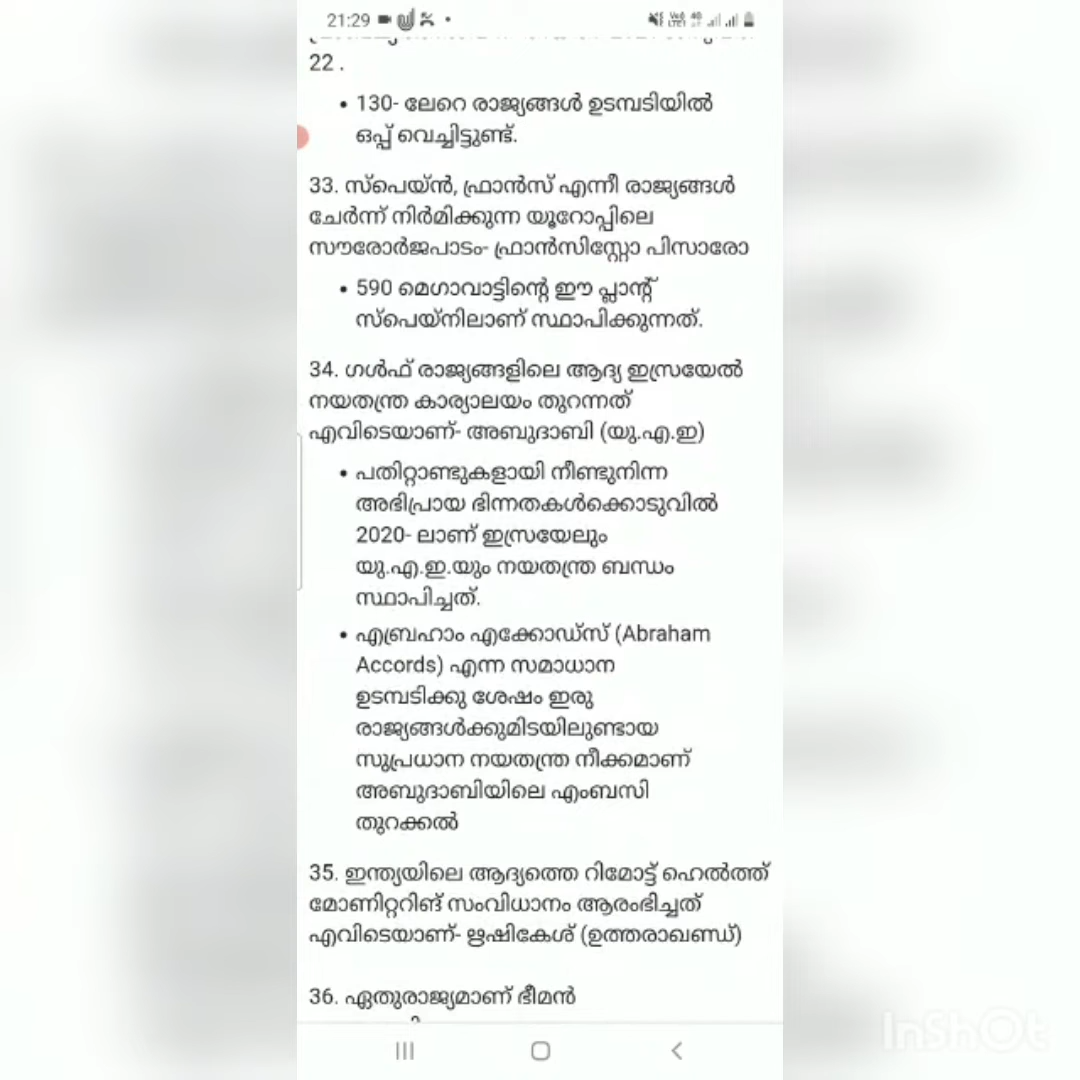 21:29
22 .
• 130- ലേറെ രാജ്യങ്ങൾ ഉടമ്പടിയിൽ
ഒപ്പ് വെച്ചിട്ടുണ്ട്.
33. സ്പെയ്ൻ, ഫ്രാൻസ് എന്നീ രാജ്യങ്ങൾ
ചേർന്ന് നിർമിക്കുന്ന യൂറോപ്പിലെ
സൗരോർജപാടം- ഫ്രാൻസിസ്റ്റോ പിസാരോ
• 590 മെഗാവാട്ടിന്റെ ഈ പ്ലാന്റ്
സ്പെയ്നിലാണ് സ്ഥാപിക്കുന്നത്.
34. ഗൾഫ് രാജ്യങ്ങളിലെ ആദ്യ ഇസ്രയേൽ
നയതന്ത്ര കാര്യാലയം തുറന്നത്
എവിടെയാണ്- അബുദാബി (യു.എ.ഇ)
• പതിറ്റാണ്ടുകളായി നീണ്ടുനിന്ന
അഭിപ്രായ ഭിന്നതകൾക്കൊടുവിൽ
2020- ലാണ് ഇസ്രയേലും
യു.എ.ഇ.യും നയതന്ത്ര ബന്ധം
സ്ഥാപിച്ചത്.
• എബ്രഹാം എക്കോഡ്സ് (Abraham
Accords) എന്ന സമാധാന
ഉടമ്പടിക്കു ശേഷം ഇരു
രാജ്യങ്ങൾക്കുമിടയിലുണ്ടായ
സുപ്രധാന നയതന്ത്ര നീക്കമാണ്
അബുദാബിയിലെ എംബസി
തുറക്കൽ
35. ഇന്ത്യയിലെ ആദ്യത്തെ റിമോട്ട് ഹെൽത്ത്
മോണിറ്ററിങ് സംവിധാനം ആരംഭിച്ചത്
എവിടെയാണ്- ഋഷികേശ് (ഉത്തരാഖണ്ഡ്)
36. ഏതുരാജ്യമാണ് ഭീമൻ
InShOt